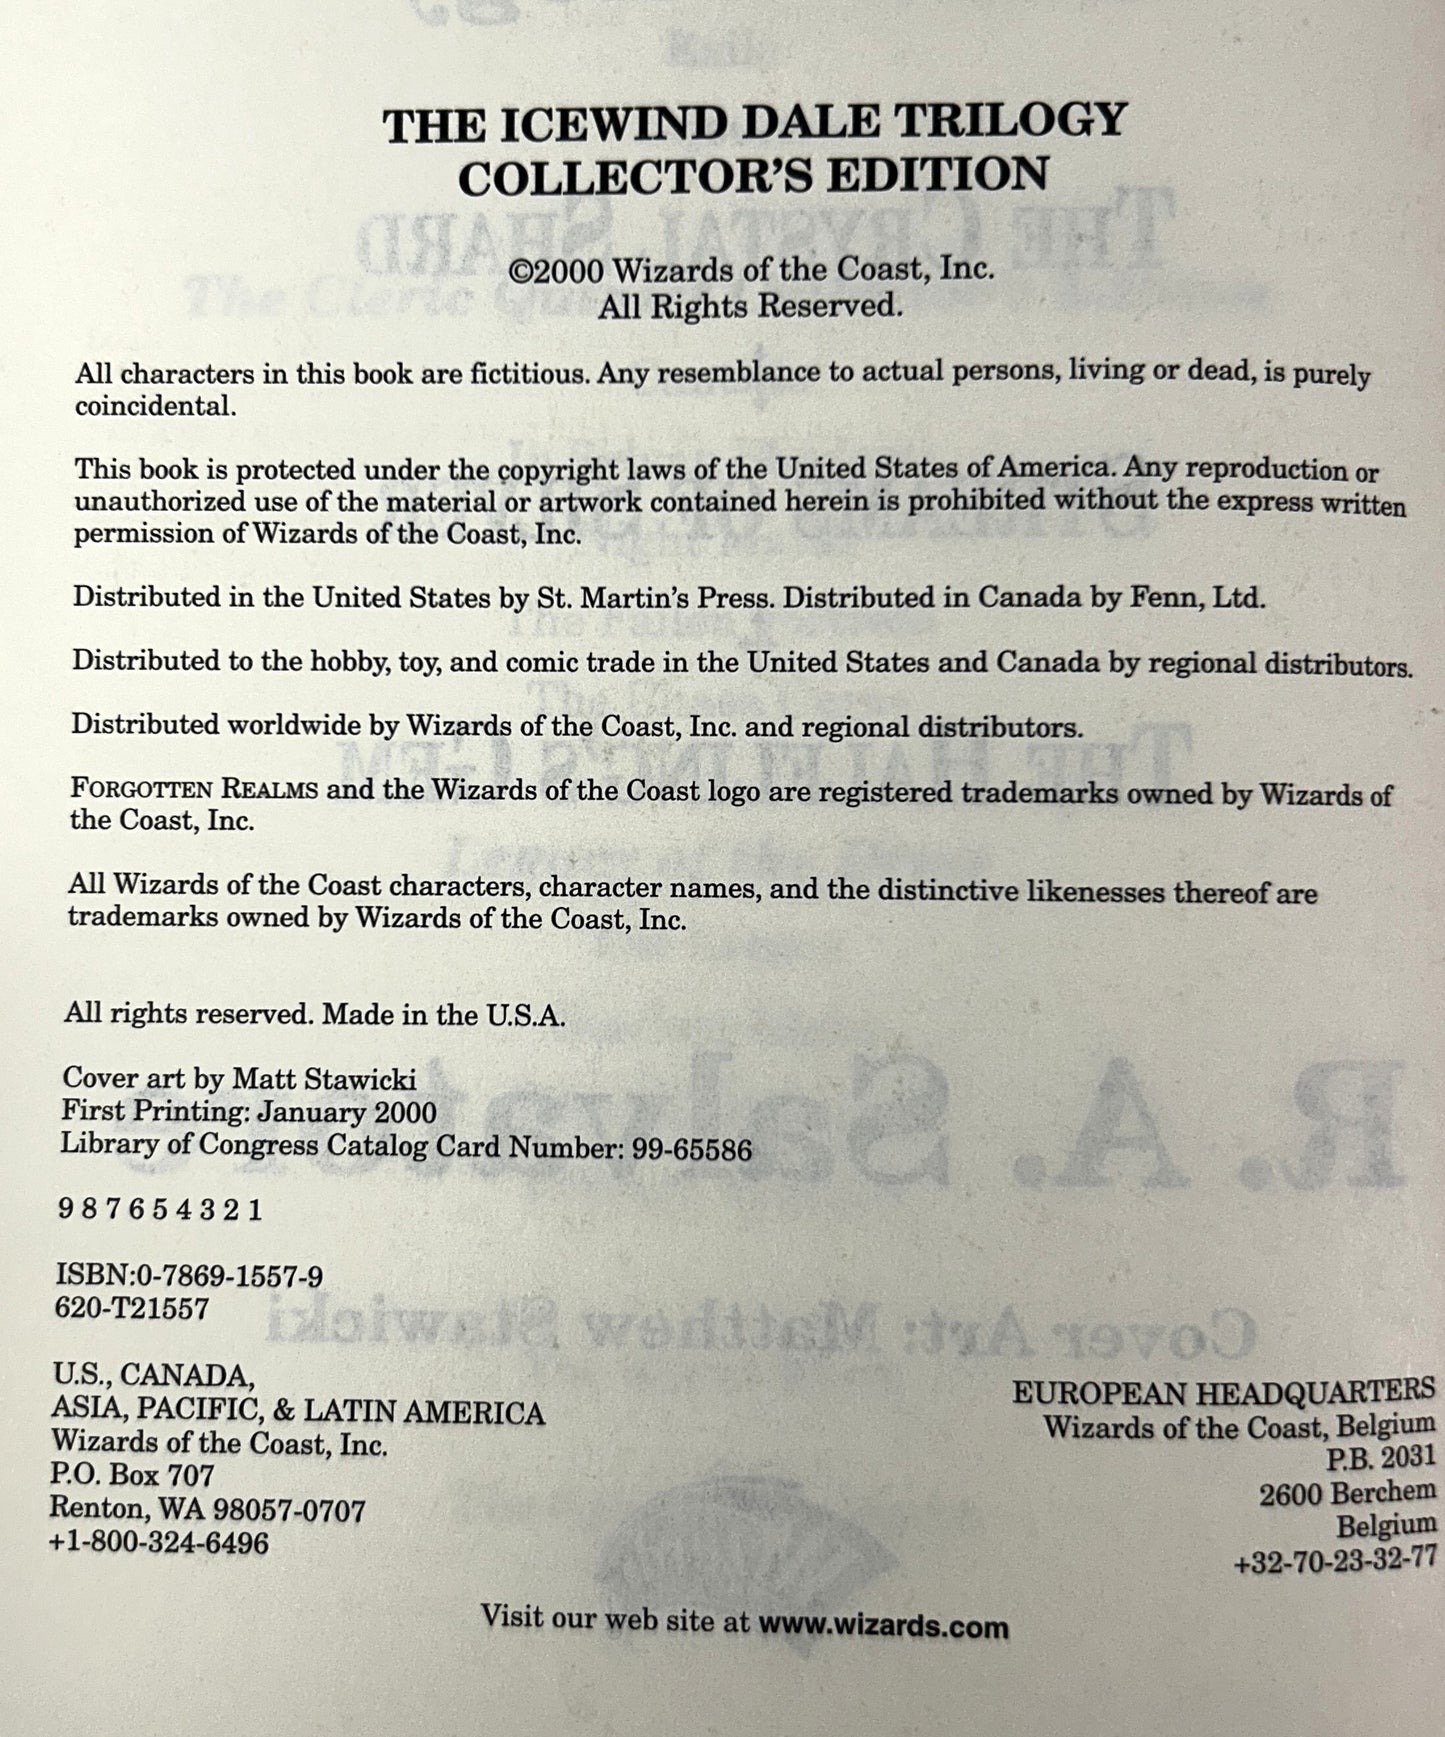 THE ICEWIND DALE TRILOGY
COLLECTOR'S EDITION
©2000 Wizards of the Coast, Inc.
All Rights Reserved.
All characters in this book are fictitious. Any resemblance to actual persons, living or dead, is purely
coincidental.
This book is protected under the copyright laws of the United States of America. Any reproduction or
unauthorized use of the material or artwork contained herein is prohibited without the express written
permission of Wizards of the Coast, Inc.
Distributed in the United States by St. Martin's Press. Distributed in Canada by Fenn, Ltd.
Distributed to the hobby, toy, and comic trade in the United States and Canada by regional distributors.
Distributed worldwide by Wizards of the Coast, Inc. and regional distributors.
FORGOTTEN REALMS and the Wizards of the Coast logo are registered trademarks owned by Wizards of
the Coast, Inc.
All Wizards of the Coast characters, character names, and the distinctive likenesses thereof are
trademarks owned by Wizards of the Coast, Inc.
All rights reserved. Made in the U.S.A.
Cover art by Matt Stawicki
First Printing: January 2000
Library of Congress Catalog Card Number: 99-65586
9 8 7 6 5 4 3 2 1
ISBN:0-7869-1557-9
620-T21557
U.S., CANADA,
ASIA, PACIFIC, & LATIN AMERICA
Wizards of the Coast, Inc.
P.O. Box 707
Renton, WA 98057-0707
+1-800-324-6496
EUROPEAN HEADQUARTERS
Wizards of the Coast, Belgium
P.B. 2031
2600 Berchem
Belgium
+32-70-23-32-77
Visit our web site at www.wizards.com